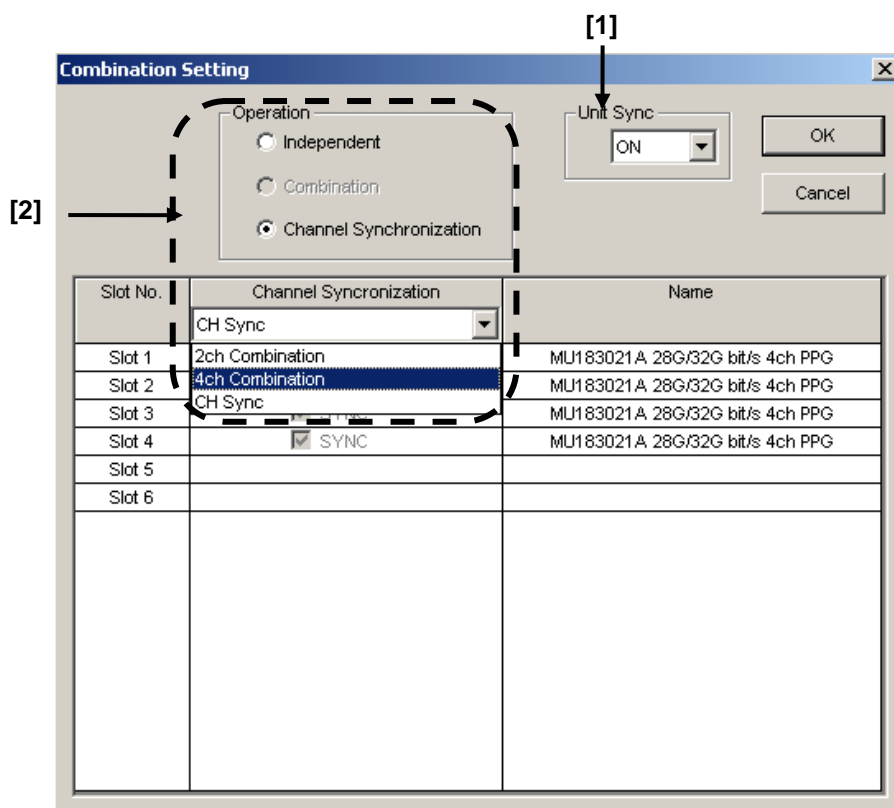 [1]
Combination Setting
Operation
Independent
Combination
Channel Synchronization
Unit Sync
ON
OK
Cancel
[2]
Slot No. Channel Syncronization Name
CH Sync
Slot 1 2ch Combination MU183021A 28G/32G bit/s 4ch PPG
Slot 2 4ch Combination MU183021A 28G/32G bit/s 4ch PPG
CH Sync
Slot 3 SYNC MU183021A 28G/32G bit/s 4ch PPG
Slot 4 SYNC MU183021A 28G/32G bit/s 4ch PPG
Slot 5
Slot 6